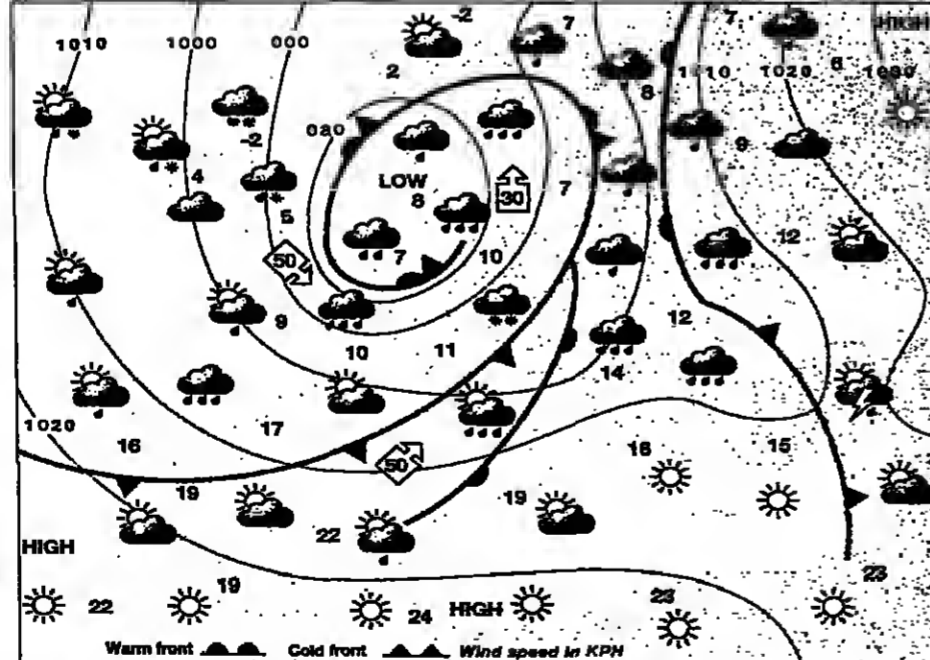 -2 7 7 HIGH
1010 1000 000 2 8 1010 1020 6 1030
080 -2 9
4 LOW 7
5 8 30
50 7 10 12
9 12
10 11 14
1020 16 17 16 15
50
19 19
HIGH 22 23
22 19 24 HIGH 23
Warm front Cold front Wind speed in KPH